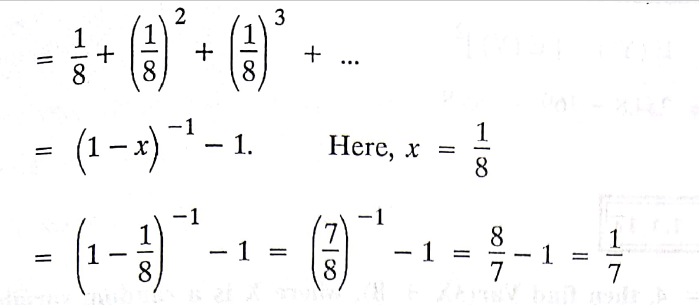 = 1/8 + (1/8)^2 + (1/8)^3 + ...
= (1 − x)^−1 − 1. Here, x = 1/8
= (1 − 1/8)^−1 − 1 = (7/8)^−1 − 1 = 8/7 − 1 = 1/7